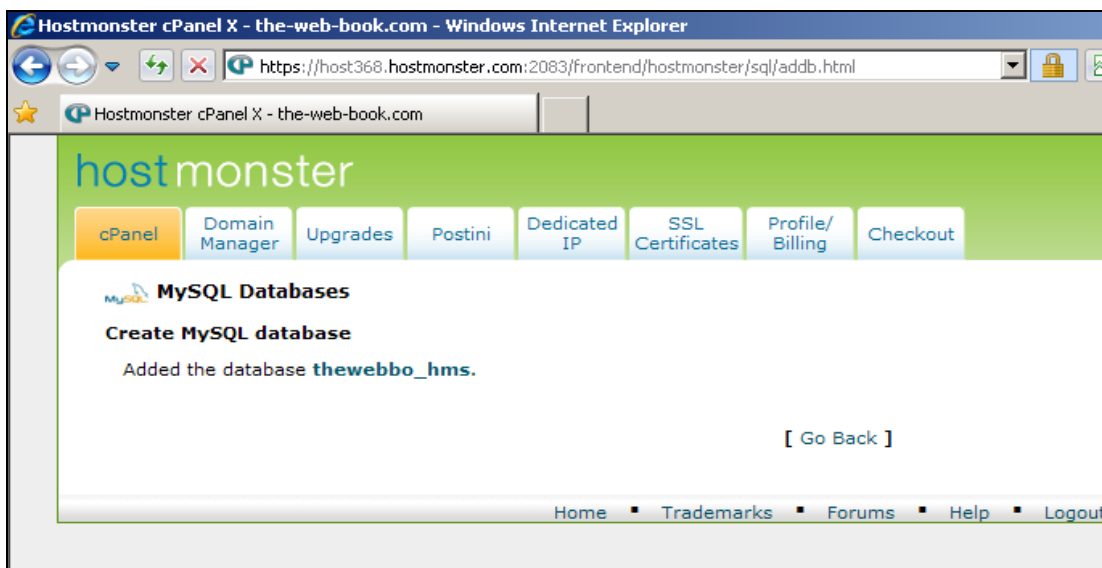 Hostmonster cPanel X - the-web-book.com - Windows Internet Explorer
https://host368.hostmonster.com:2083/frontend/hostmonster/sql/addb.html
Hostmonster cPanel X - the-web-book.com
hostmonster
cPanel
Domain
Manager
Upgrades
Postini
Dedicated
IP
SSL
Certificates
Profile/
Billing
Checkout
MySQL MySQL Databases
Create MySQL database
Added the database thewebbo_hms.
[ Go Back ]
Home ▪ Trademarks ▪ Forums ▪ Help ▪ Logout